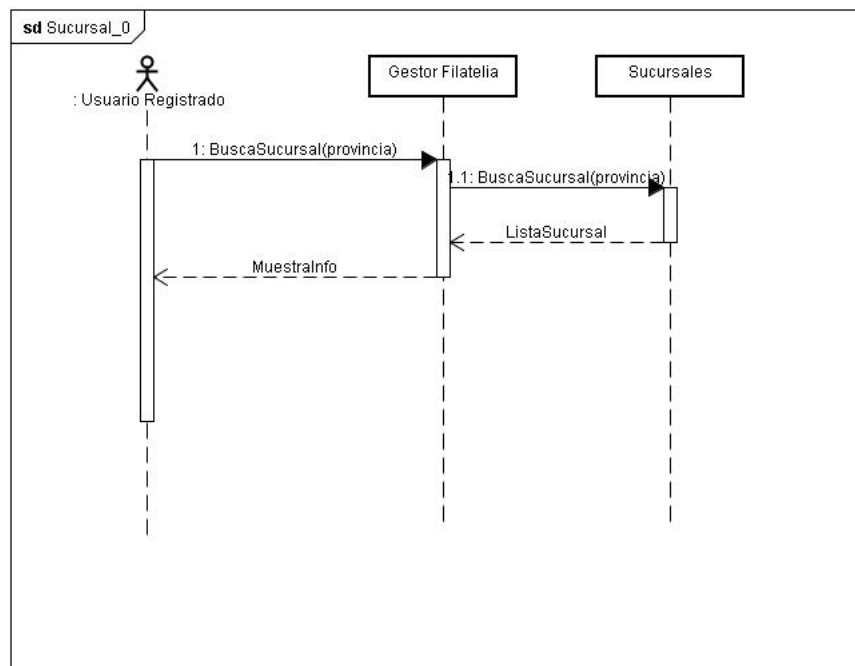 sd Sucursal_0
: Usuario Registrado
Gestor Filatelia
Sucursales
1: BuscaSucursal(provincia)
1.1: BuscaSucursal(provincia)
ListaSucursal
MuestraInfo